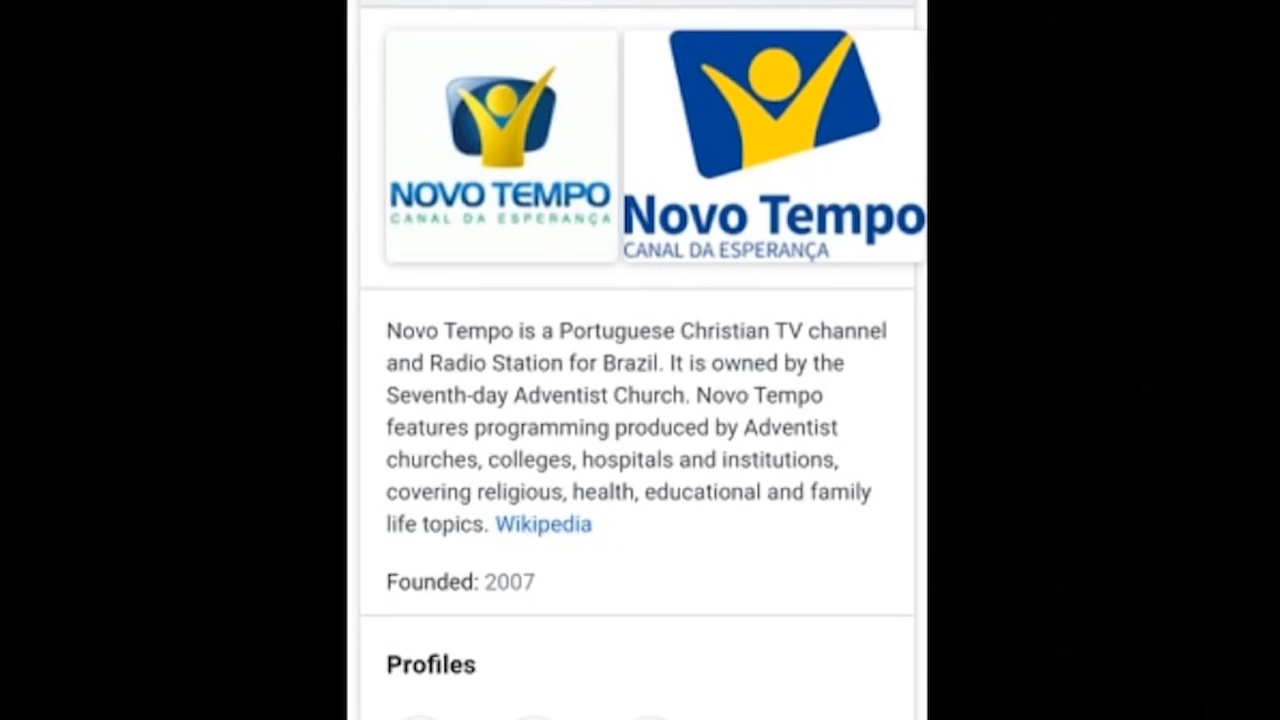 NOVO TEMPO
CANAL DA ESPERANÇA
Novo Tempo
CANAL DA ESPERANÇA
Novo Tempo is a Portuguese Christian TV channel
and Radio Station for Brazil. It is owned by the
Seventh-day Adventist Church. Novo Tempo
features programming produced by Adventist
churches, colleges, hospitals and institutions,
covering religious, health, educational and family
life topics. Wikipedia
Founded: 2007
Profiles